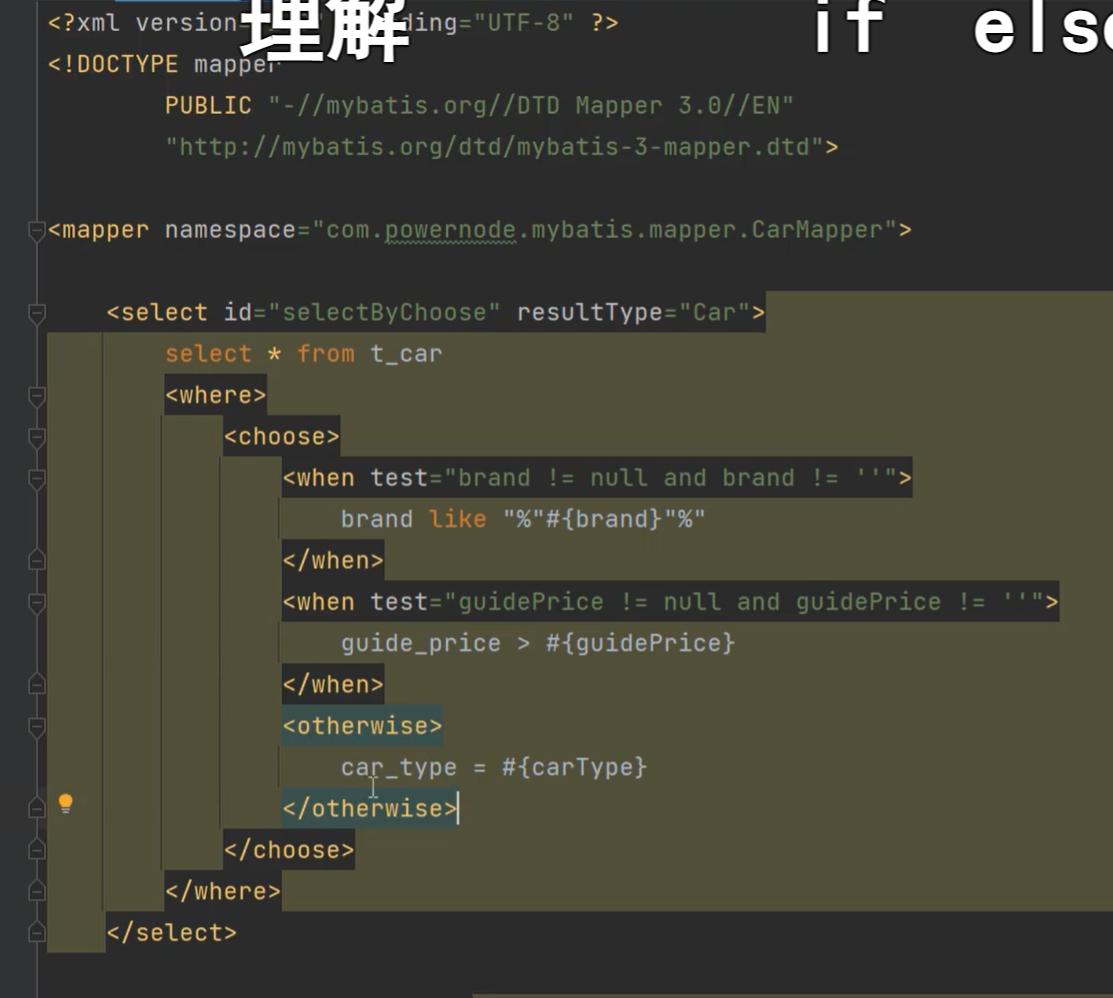 <?xml version= ding="UTF-8" ?>
理解 if els
<!DOCTYPE mapper
PUBLIC "-//mybatis.org//DTD Mapper 3.0//EN"
"http://mybatis.org/dtd/mybatis-3-mapper.dtd">
<mapper namespace="com.powernode.mybatis.mapper.CarMapper">
<select id="selectByChoose" resultType="Car">
select * from t_car
<where>
<choose>
<when test="brand != null and brand != ''">
brand like "%"#{brand}"%"
</when>
<when test="guidePrice != null and guidePrice != ''">
guide_price > #{guidePrice}
</when>
<otherwise>
car_type = #{carType}
</otherwise>
</choose>
</where>
</select>